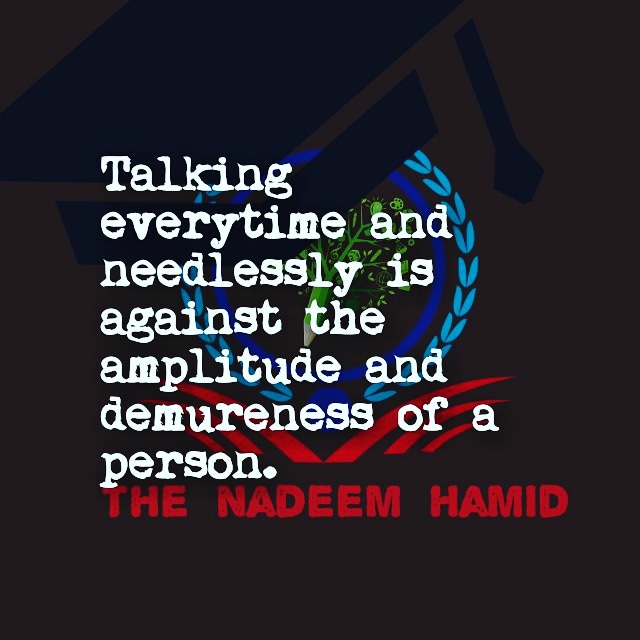 Talking
everytime and
needlessly is
against the
amplitude and
demureness of a
person.
THE NADEEM HAMID